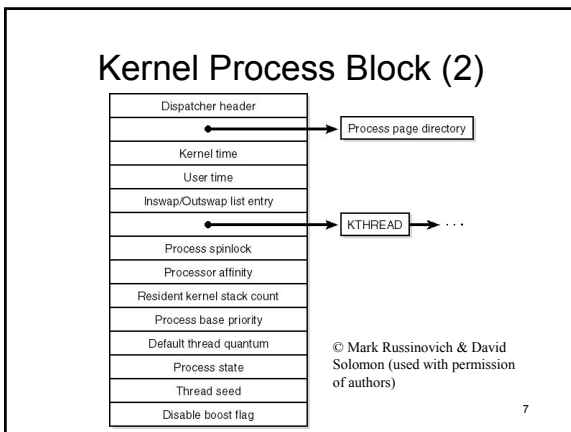 Kernel Process Block (2)
Dispatcher header
Process page directory
Kernel time
User time
Inswap/Outswap list entry
KTHREAD
Process spinlock
Processor affinity
Resident kernel stack count
Process base priority
Default thread quantum
Process state
Thread seed
Disable boost flag
© Mark Russinovich & David
Solomon (used with permission
of authors)
7